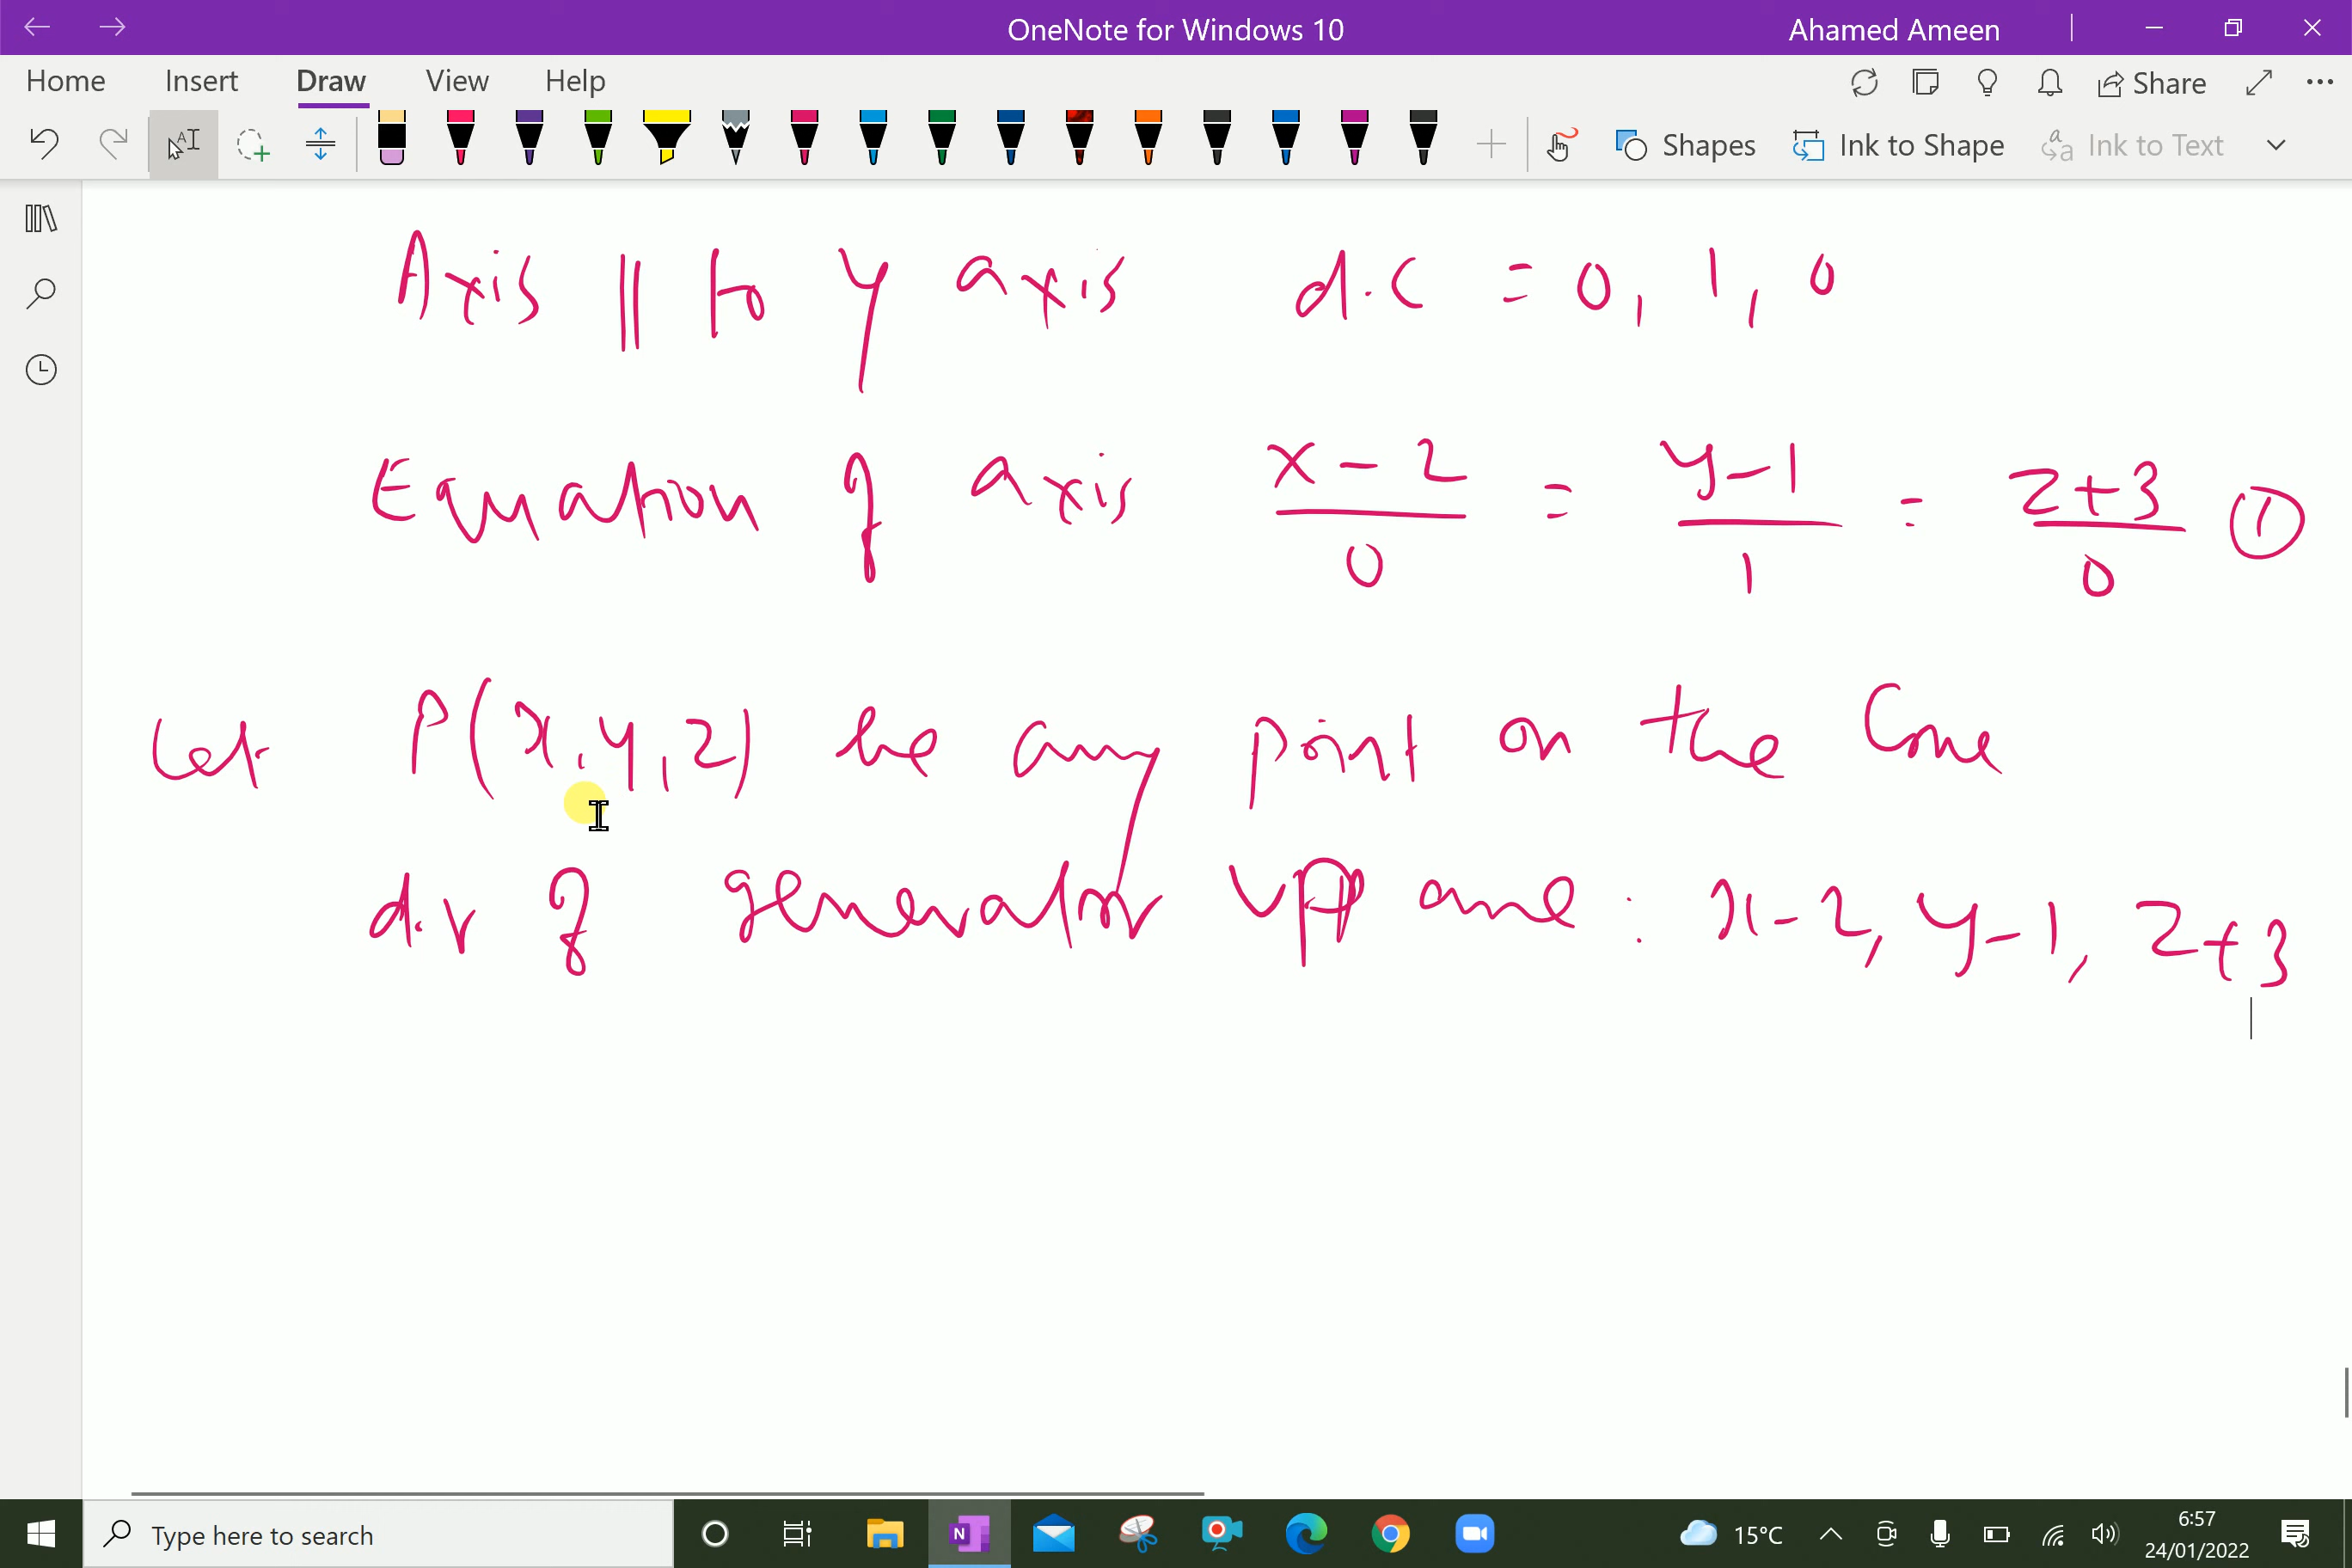 OneNote for Windows 10
Ahamed Ameen
Home Insert Draw View Help
Share
Shapes Ink to Shape Ink to Text
Axis || to y axis d.c = 0, 1, 0
Equation of axis x-2/0 = y-1/1 = z+3/0 ①
Let P(x,y,z) be any point on the Cone
d.r of generator VP are : x-2, y-1, z+3
Type here to search
15°C
6:57
24/01/2022